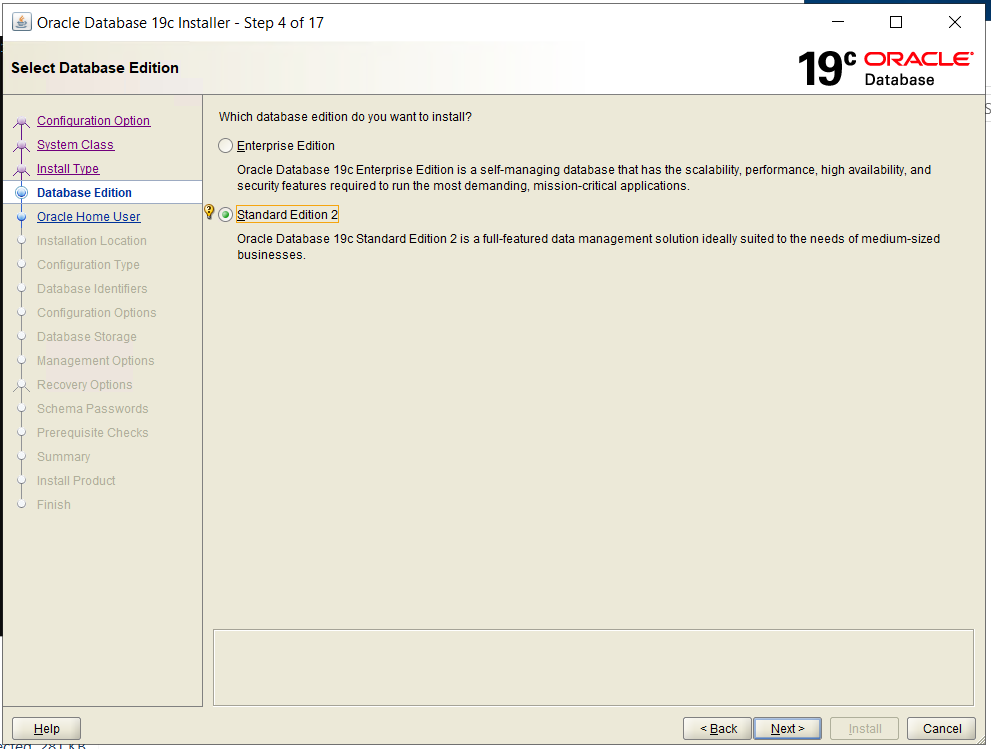 Oracle Database 19c Installer - Step 4 of 17
Select Database Edition
19c ORACLE
Database
Configuration Option
System Class
Install Type
Database Edition
Oracle Home User
Installation Location
Configuration Type
Database Identifiers
Configuration Options
Database Storage
Management Options
Recovery Options
Schema Passwords
Prerequisite Checks
Summary
Install Product
Finish
Which database edition do you want to install?
Enterprise Edition
Oracle Database 19c Enterprise Edition is a self-managing database that has the scalability, performance, high availability, and
security features required to run the most demanding, mission-critical applications.
Standard Edition 2
Oracle Database 19c Standard Edition 2 is a full-featured data management solution ideally suited to the needs of medium-sized
businesses.
Help
< Back
Next >
Install
Cancel